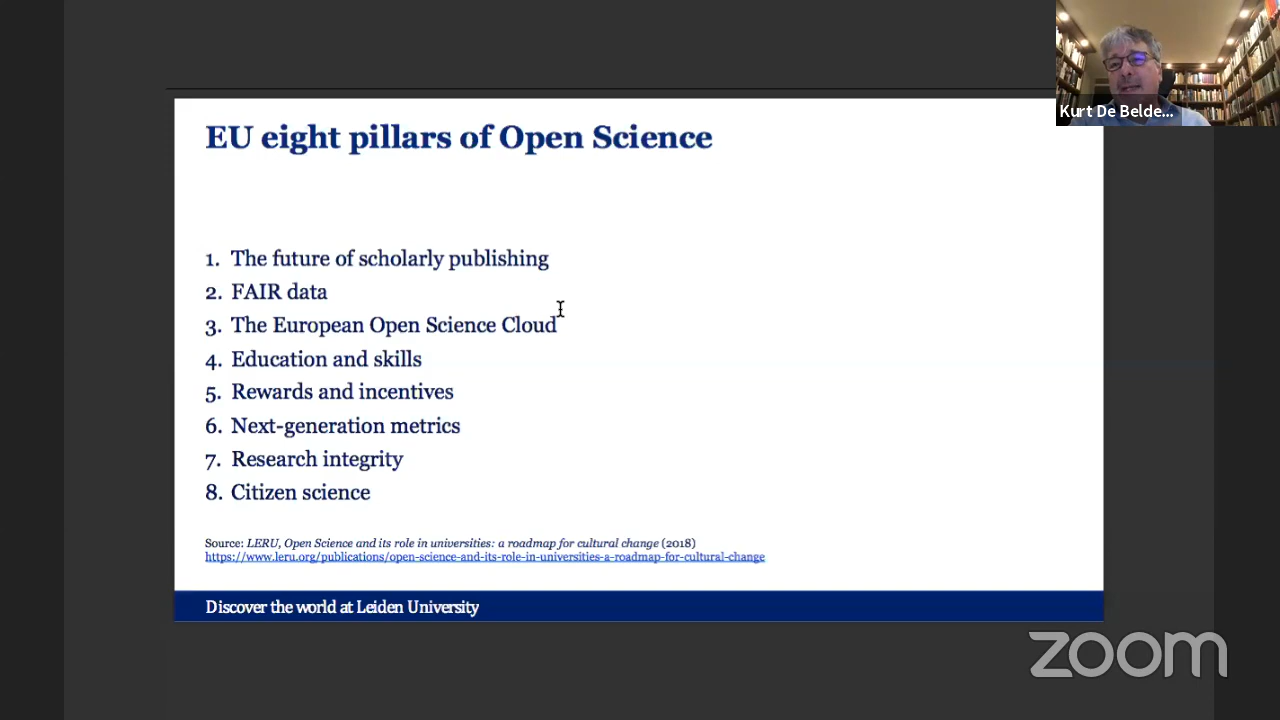 EU eight pillars of Open Science
1. The future of scholarly publishing
2. FAIR data
3. The European Open Science Cloud
4. Education and skills
5. Rewards and incentives
6. Next-generation metrics
7. Research integrity
8. Citizen science
Source: LERU, Open Science and its role in universities: a roadmap for cultural change (2018)
https://www.leru.org/publications/open-science-and-its-role-in-universities-a-roadmap-for-cultural-change
Discover the world at Leiden University
Kurt De Belde...
zoom